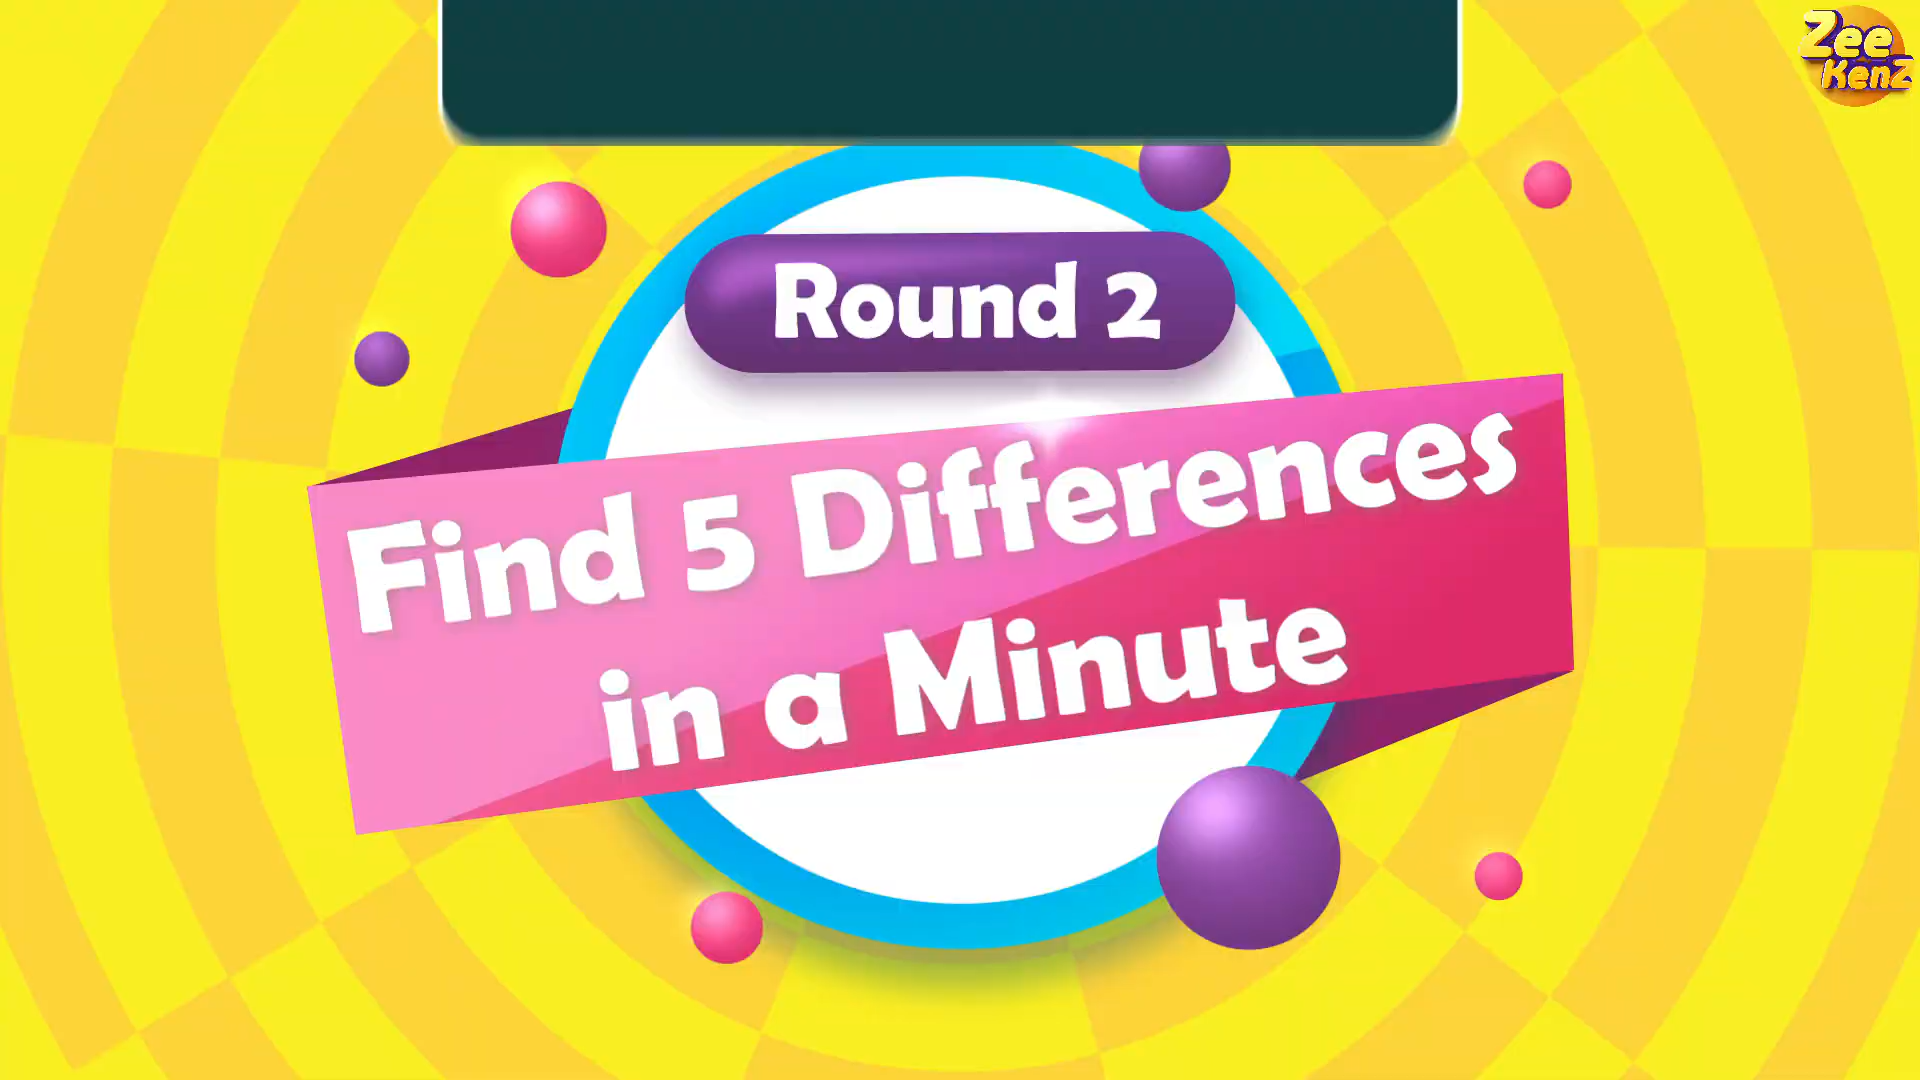 Zee
KenZ
Round 2
Find 5 Differences
in a Minute